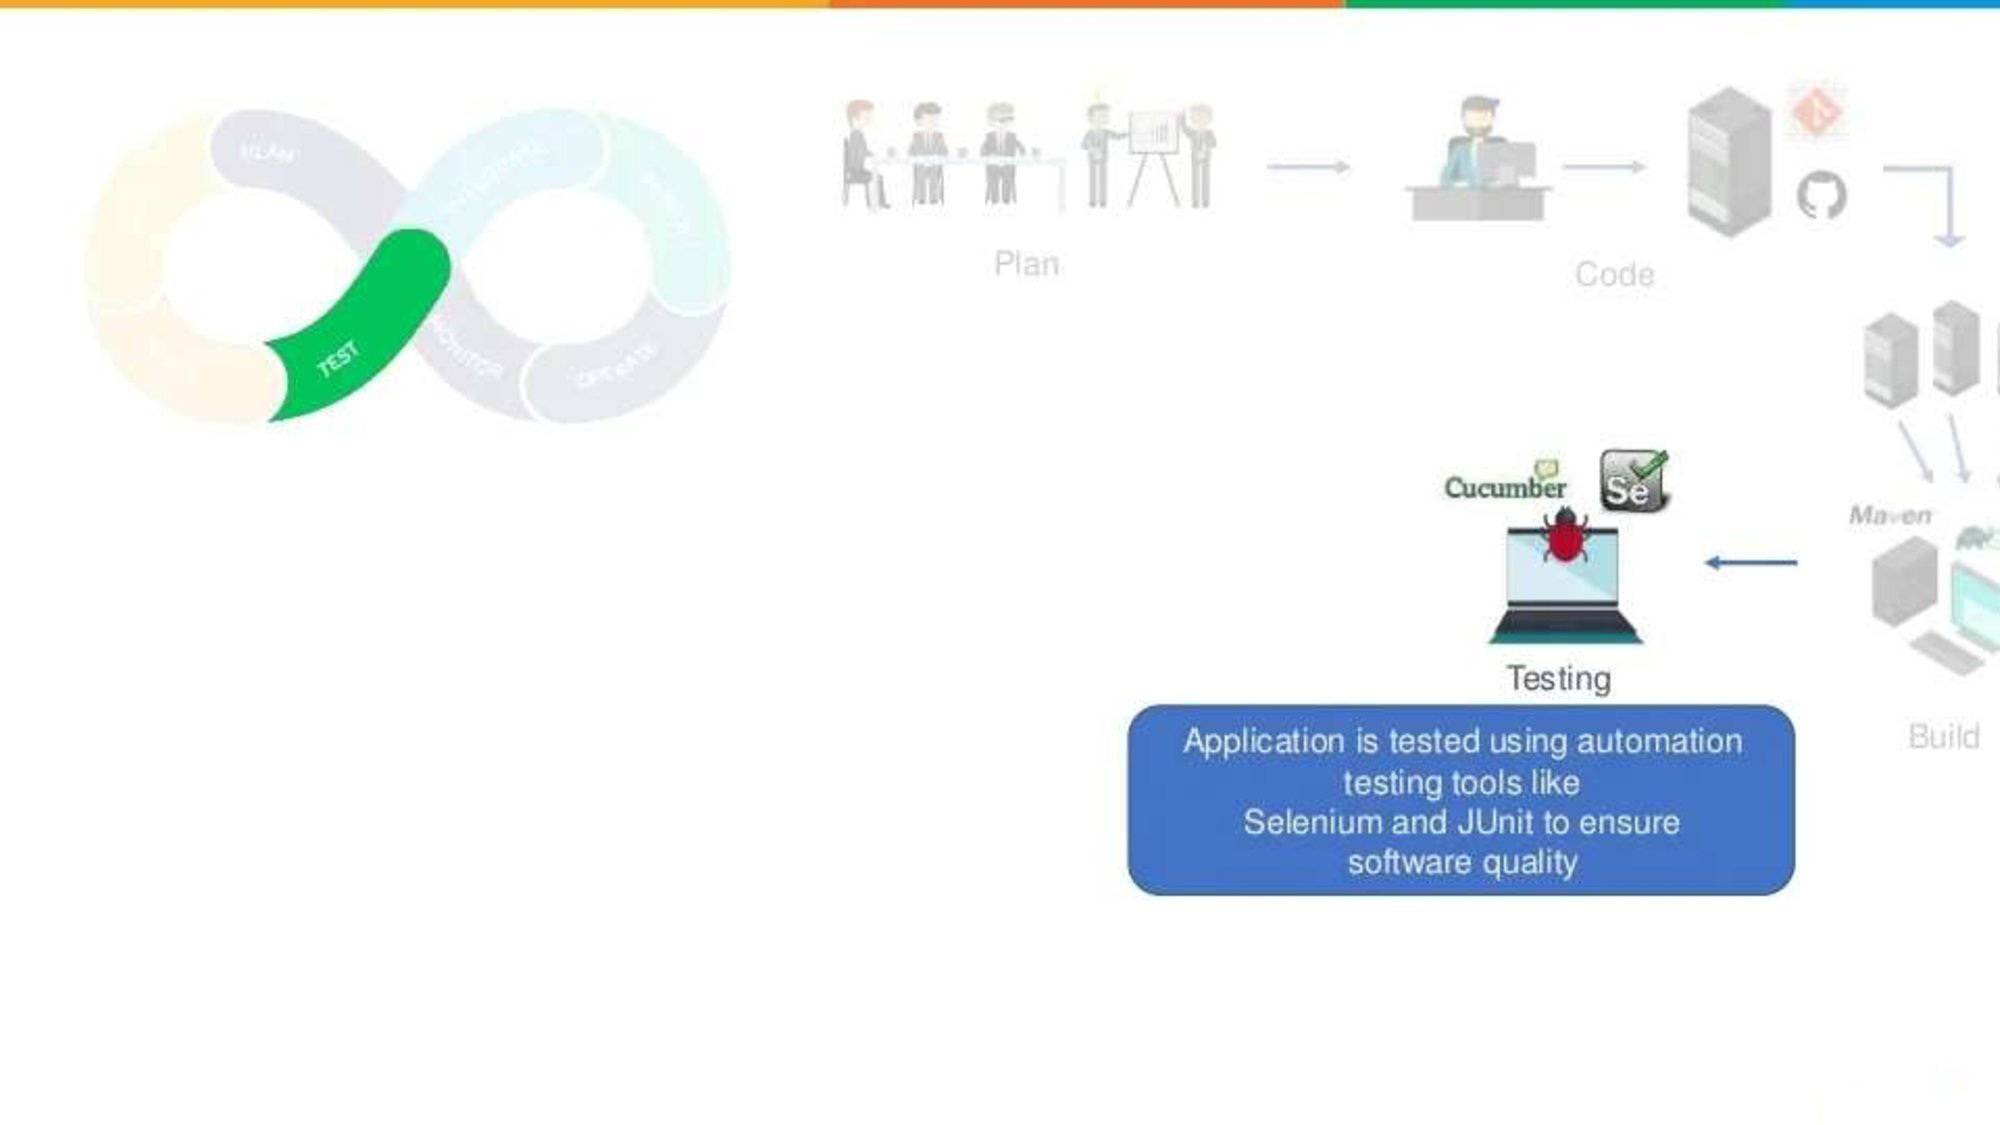 PLAN
TEST
MONITOR
OPERATE
Plan
Code
Cucumber
Se
Maven
Testing
Build
Application is tested using automation
testing tools like
Selenium and JUnit to ensure
software quality